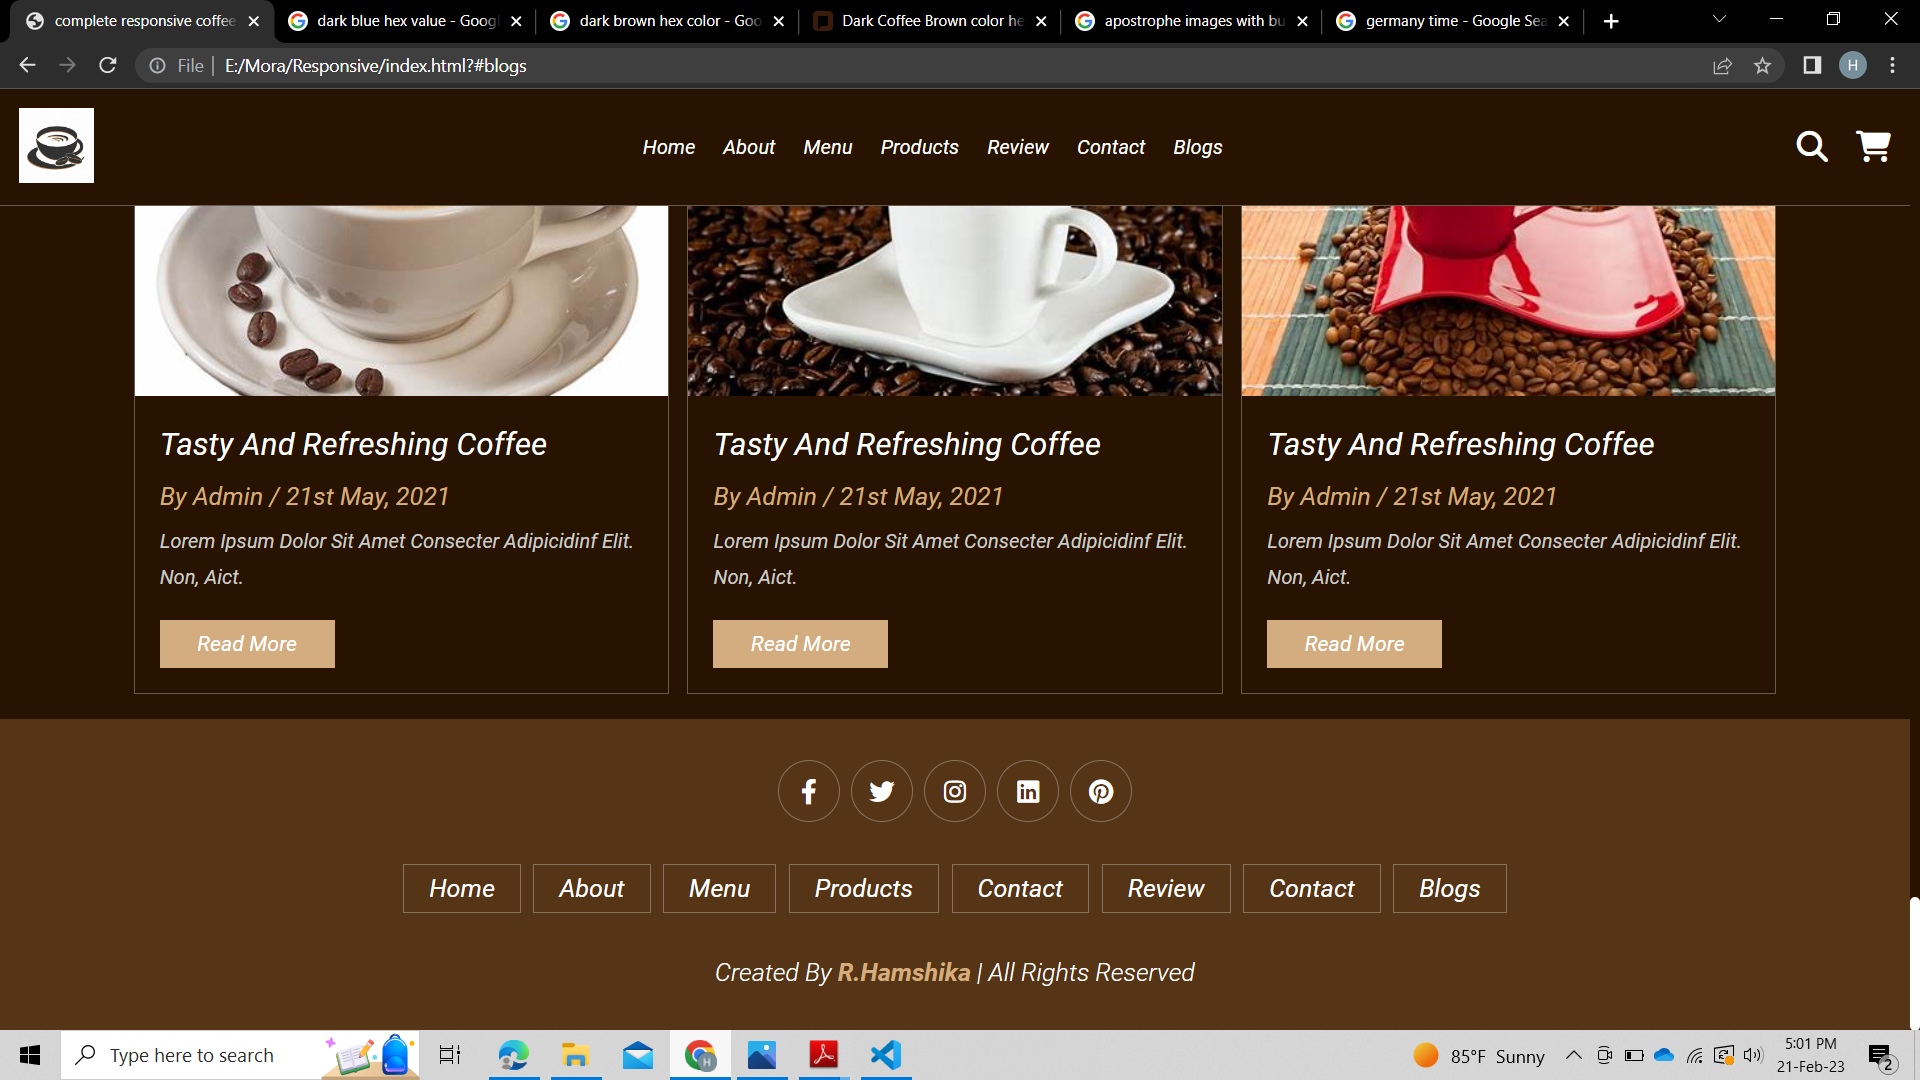 complete responsive coffee
dark blue hex value - Goog
dark brown hex color - Goo
Dark Coffee Brown color he
apostrophe images with bu
germany time - Google Sea
File | E:/Mora/Responsive/index.html?#blogs
H
Home About Menu Products Review Contact Blogs
Tasty And Refreshing Coffee
By Admin / 21st May, 2021
Lorem Ipsum Dolor Sit Amet Consecter Adipicidinf Elit.
Non, Aict.
Read More
Tasty And Refreshing Coffee
By Admin / 21st May, 2021
Lorem Ipsum Dolor Sit Amet Consecter Adipicidinf Elit.
Non, Aict.
Read More
Tasty And Refreshing Coffee
By Admin / 21st May, 2021
Lorem Ipsum Dolor Sit Amet Consecter Adipicidinf Elit.
Non, Aict.
Read More
Home About Menu Products Contact Review Contact Blogs
Created By R.Hamshika | All Rights Reserved
Type here to search
H
85°F Sunny
5:01 PM
21-Feb-23
2